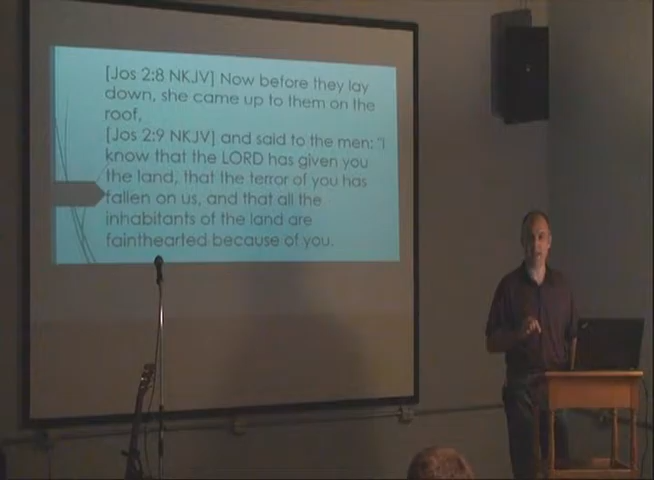 [Jos 2:8 NKJV] Now before they lay
down, she came up to them on the
roof,
[Jos 2:9 NKJV] and said to the men: "I
know that the LORD has given you
the land, that the terror of you has
fallen on us, and that all the
inhabitants of the land are
fainthearted because of you.